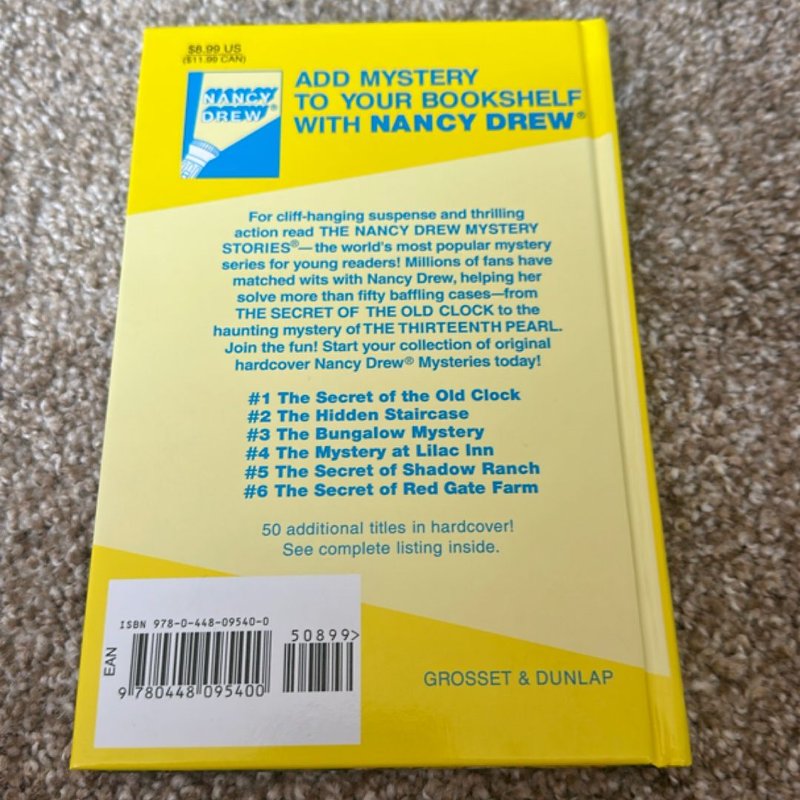 $8.99 US
($11.99 CAN)
NANCY
DREW®
ADD MYSTERY
TO YOUR BOOKSHELF
WITH NANCY DREW®
For cliff-hanging suspense and thrilling
action read THE NANCY DREW MYSTERY
STORIES®—the world's most popular mystery
series for young readers! Millions of fans have
matched wits with Nancy Drew, helping her
solve more than fifty baffling cases—from
THE SECRET OF THE OLD CLOCK to the
haunting mystery of THE THIRTEENTH PEARL.
Join the fun! Start your collection of original
hardcover Nancy Drew® Mysteries today!
#1 The Secret of the Old Clock
#2 The Hidden Staircase
#3 The Bungalow Mystery
#4 The Mystery at Lilac Inn
#5 The Secret of Shadow Ranch
#6 The Secret of Red Gate Farm
50 additional titles in hardcover!
See complete listing inside.
ISBN 978-0-448-09540-0
50899>
EAN
9 780448 095400
GROSSET & DUNLAP